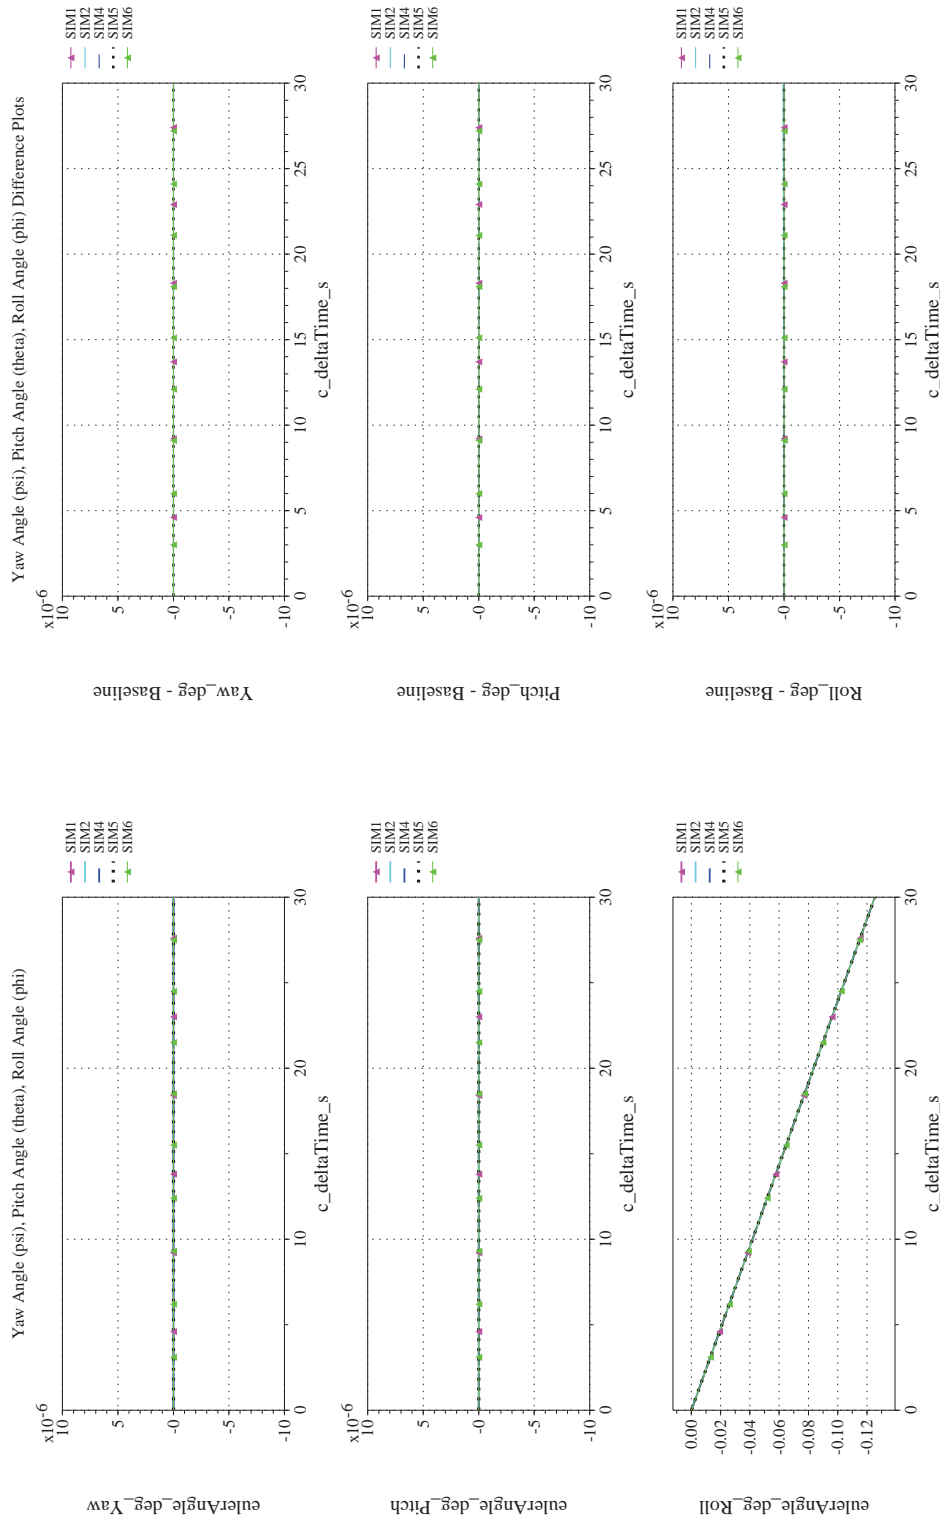 Yaw Angle (psi), Pitch Angle (theta), Roll Angle (phi)
x10^-6
10
5
-0
-5
-10
eulerAngle_deg_Yaw
0
10
20
30
c_deltaTime_s
SIM1
SIM2
SIM4
SIM5
SIM6
x10^-6
10
5
-0
-5
-10
eulerAngle_deg_Pitch
0
10
20
30
c_deltaTime_s
SIM1
SIM2
SIM4
SIM5
SIM6
0.00
-0.02
-0.04
-0.06
-0.08
-0.10
-0.12
eulerAngle_deg_Roll
0
10
20
30
c_deltaTime_s
SIM1
SIM2
SIM4
SIM5
SIM6
Yaw Angle (psi), Pitch Angle (theta), Roll Angle (phi) Difference Plots
x10^-6
10
5
-0
-5
-10
Yaw_deg - Baseline
0
5
10
15
20
25
30
c_deltaTime_s
SIM1
SIM2
SIM4
SIM5
SIM6
x10^-6
10
5
-0
-5
-10
Pitch_deg - Baseline
0
5
10
15
20
25
30
c_deltaTime_s
SIM1
SIM2
SIM4
SIM5
SIM6
x10^-6
10
5
-0
-5
-10
Roll_deg - Baseline
0
5
10
15
20
25
30
c_deltaTime_s
SIM1
SIM2
SIM4
SIM5
SIM6